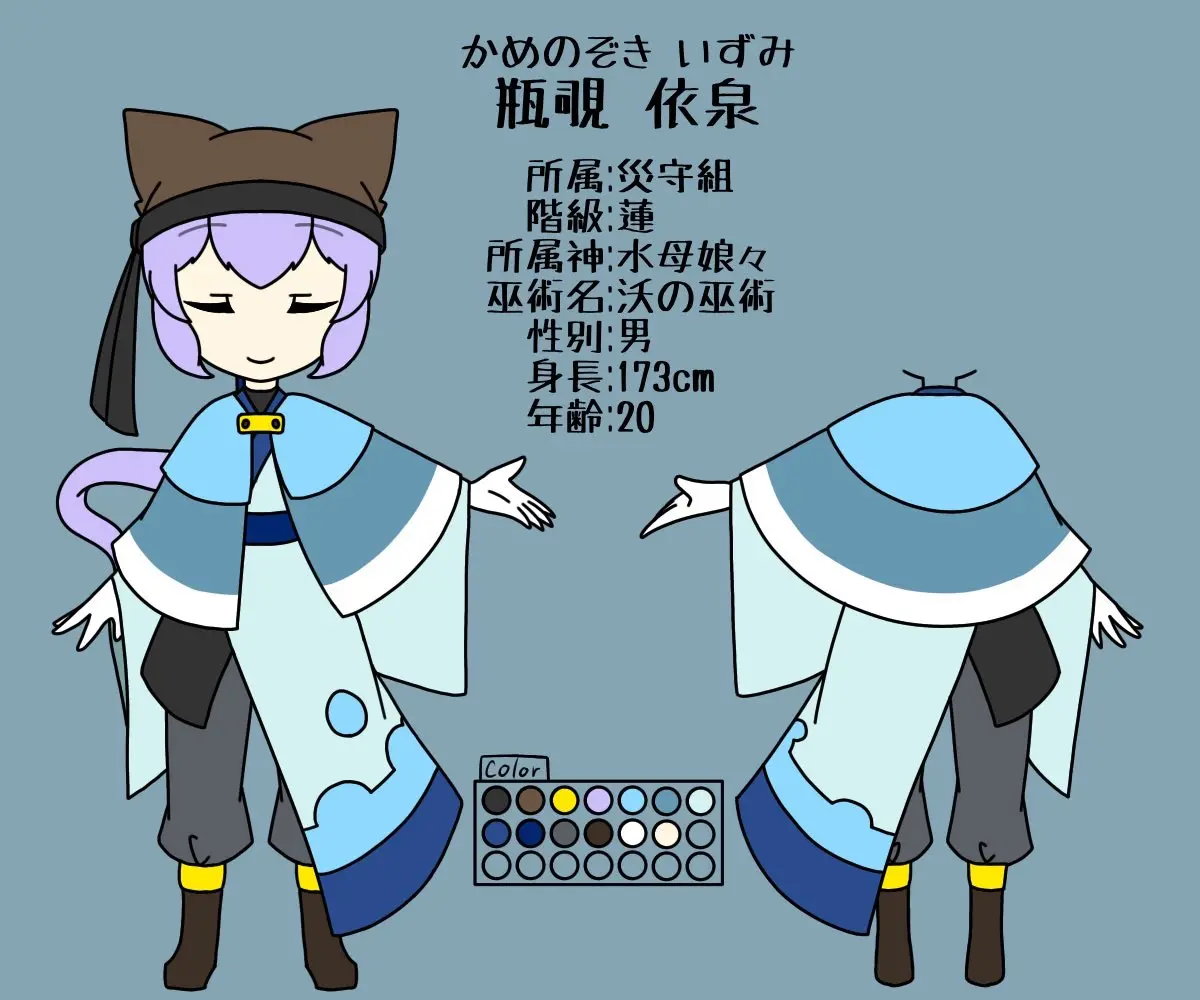 かめのぞき いずみ
瓶覗 依泉
所属:災守組
階級:蓮
所属神:水母娘々
巫術名:沃の巫術
性別:男
身長:173cm
年齢:20
Color